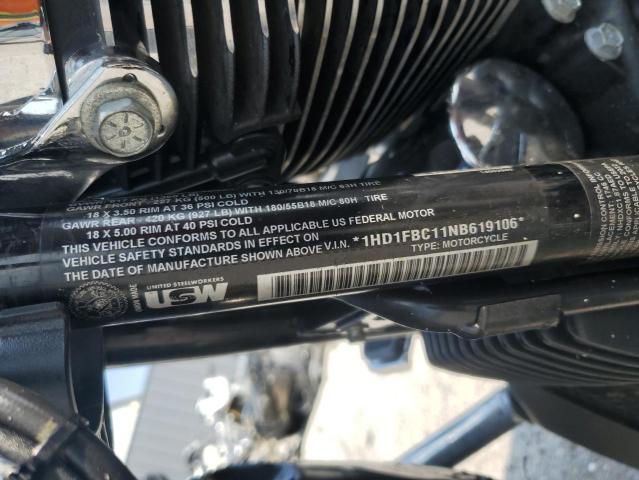 GAWR FRONT - 227 KG (500 LB) WITH 130/70B18 M/C 63H TIRE
18 X 3.50 RIM AT 36 PSI COLD
GAWR REAR - 420 KG (927 LB) WITH 180/55B18 M/C 80H TIRE
18 X 5.00 RIM AT 40 PSI COLD
THIS VEHICLE CONFORMS TO ALL APPLICABLE US FEDERAL MOTOR
VEHICLE SAFETY STANDARDS IN EFFECT ON
THE DATE OF MANUFACTURE SHOWN ABOVE V.I.N. *1HD1FBC11NB619106*
TYPE: MOTORCYCLE
UNITED STEELWORKERS
USW
UNION MADE